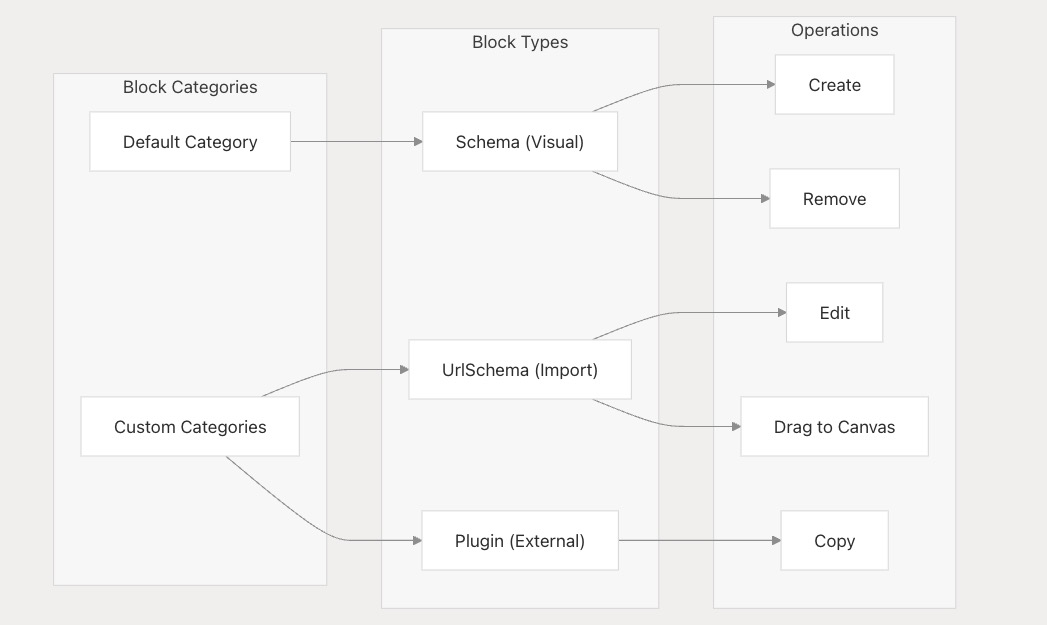 Block Categories
Default Category
Custom Categories
Block Types
Schema (Visual)
UrlSchema (Import)
Plugin (External)
Operations
Create
Remove
Edit
Drag to Canvas
Copy